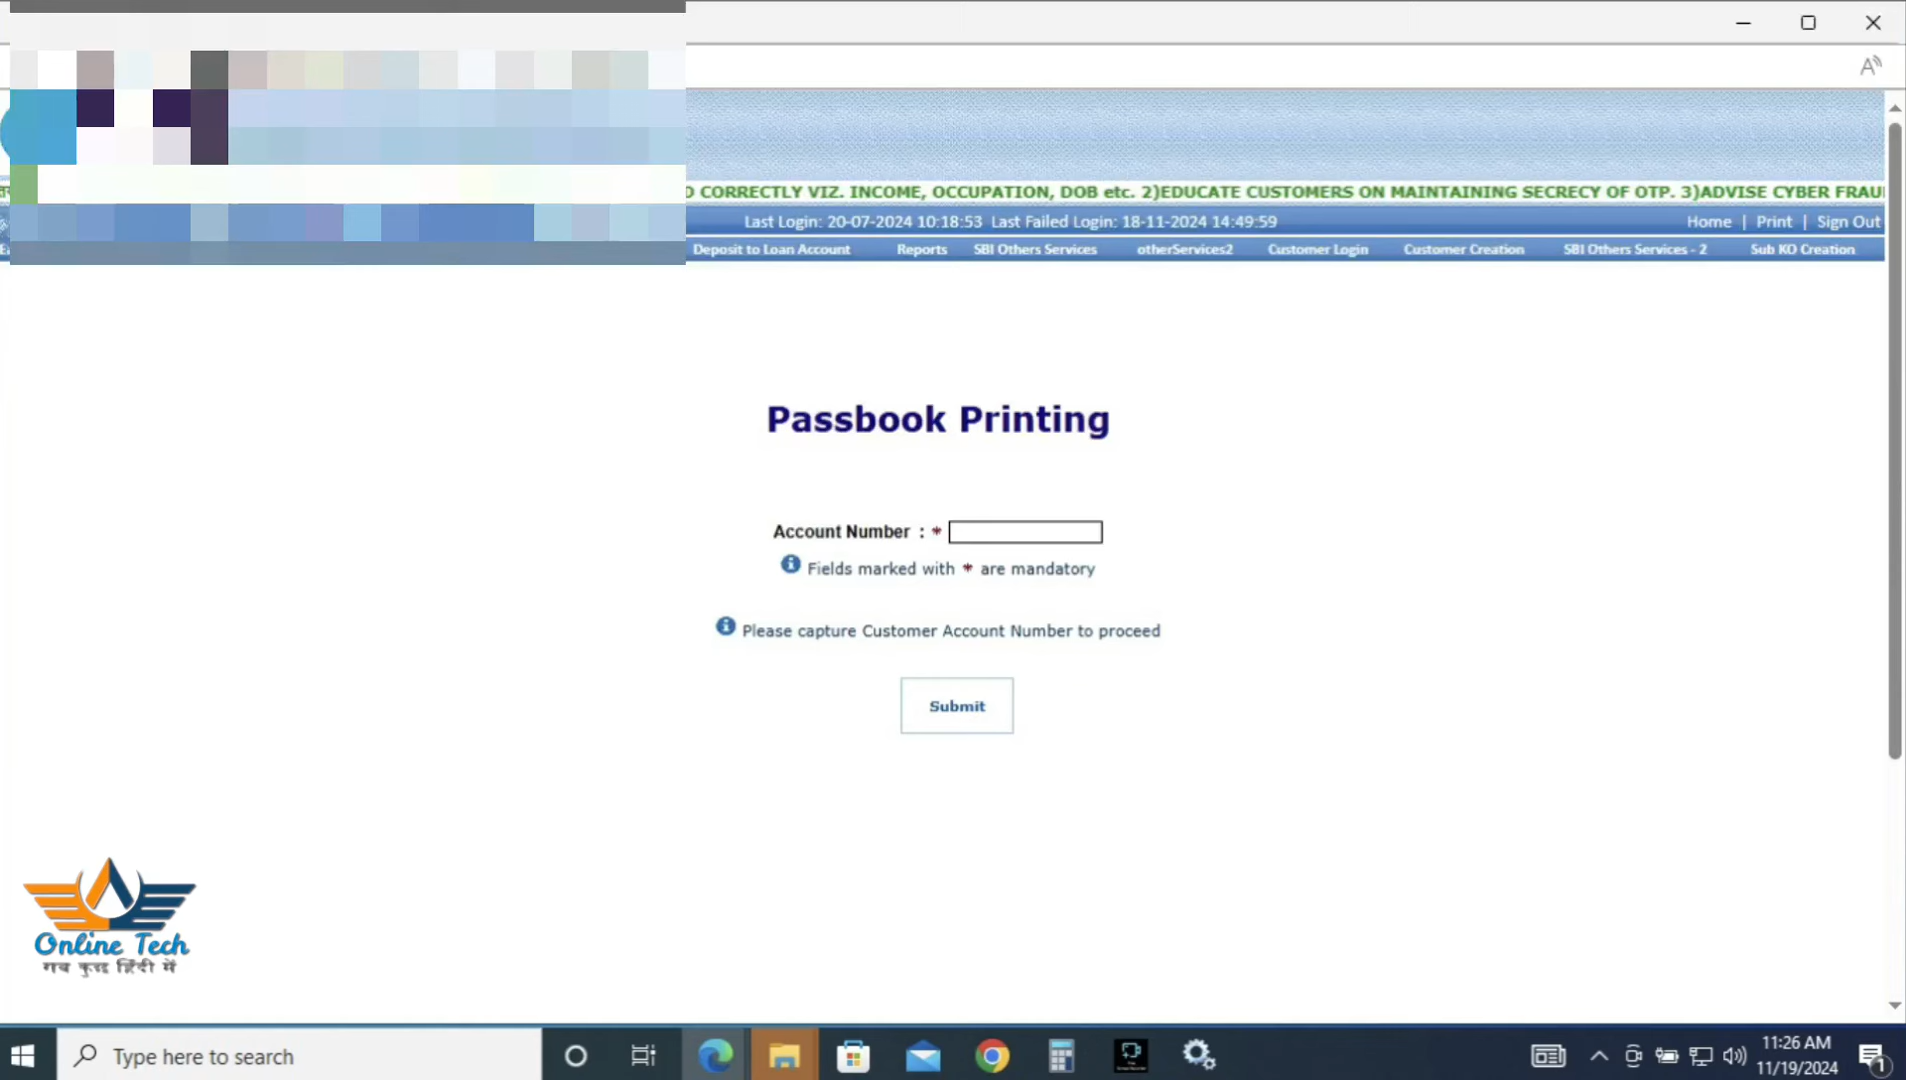 D CORRECTLY VIZ. INCOME, OCCUPATION, DOB etc. 2)EDUCATE CUSTOMERS ON MAINTAINING SECRECY OF OTP. 3)ADVISE CYBER FRAU
Last Login: 20-07-2024 10:18:53 Last Failed Login: 18-11-2024 14:49:59
Home | Print | Sign Out
Deposit to Loan Account Reports SBI Others Services otherServices2 Customer Login Customer Creation SBI Others Services - 2 Sub KO Creation
Passbook Printing
Account Number : *
Fields marked with * are mandatory
Please capture Customer Account Number to proceed
Submit
Online Tech
सब कुछ हिंदी में
Type here to search
11:26 AM
11/19/2024
1